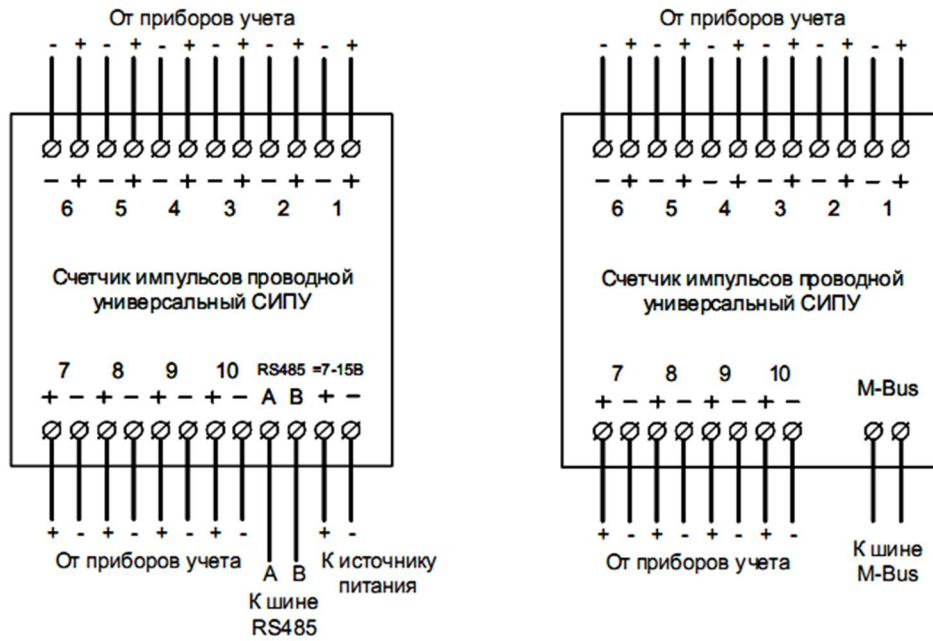 От приборов учета
- + - + - + - + - + - +
- + - + - + - + - + - +
6 5 4 3 2 1
Счетчик импульсов проводной
универсальный СИПУ
7 8 9 10 RS485 =7-15В
+ - + - + - + - A B + -
+ - + - + - + - + -
От приборов учета
A B
К источнику
питания
К шине
RS485
От приборов учета
- + - + - + - + - + - +
- + - + - + - + - + - +
6 5 4 3 2 1
Счетчик импульсов проводной
универсальный СИПУ
7 8 9 10
M-Bus
+ - + - + - + -
+ - + - + - + -
От приборов учета
К шине
M-Bus